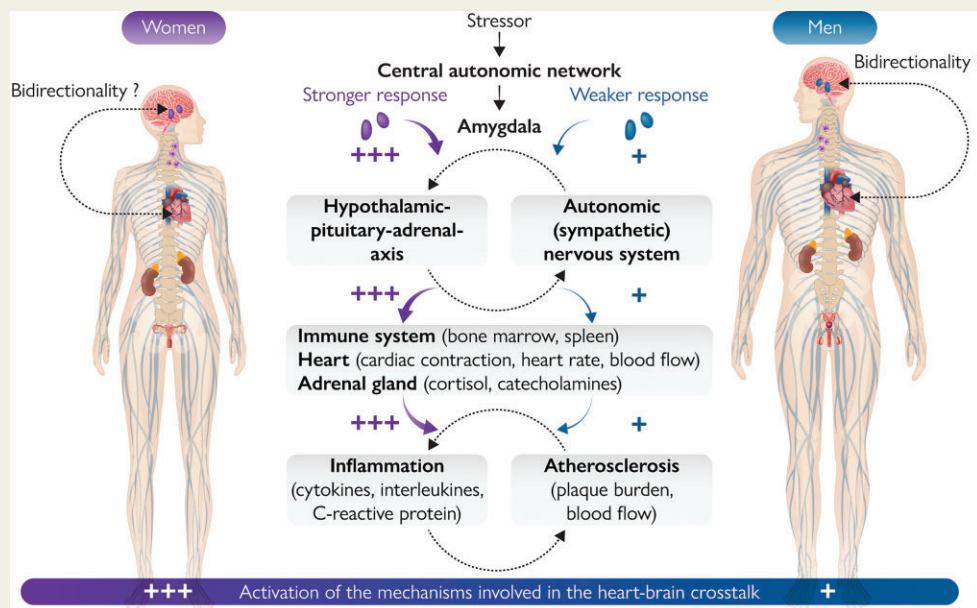 Women
Stressor
Men
Bidirectionality ?
Central autonomic network
Bidirectionality
Stronger response
Weaker response
Amygdala
+++
+
Hypothalamic-
pituitary-adrenal-
axis
Autonomic
(sympathetic)
nervous system
+++
+
Immune system (bone marrow, spleen)
Heart (cardiac contraction, heart rate, blood flow)
Adrenal gland (cortisol, catecholamines)
+++
+
Inflammation
(cytokines, interleukines,
C-reactive protein)
Atherosclerosis
(plaque burden,
blood flow)
+++ Activation of the mechanisms involved in the heart-brain crosstalk +